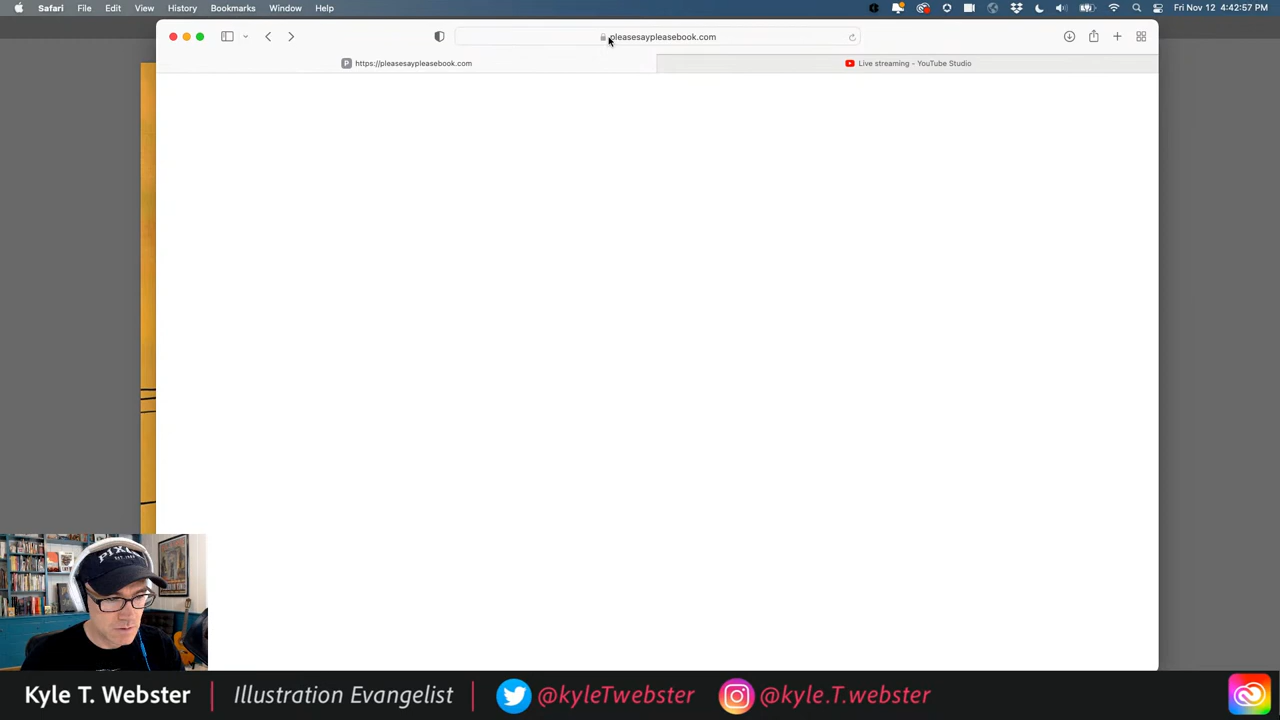 Safari File Edit View History Bookmarks Window Help Fri Nov 12 4:42:57 PM
pleasesaypleasebook.com
P https://pleasesaypleasebook.com Live streaming - YouTube Studio
PIX
Kyle T. Webster | Illustration Evangelist | @kyleTwebster @kyle.T.webster